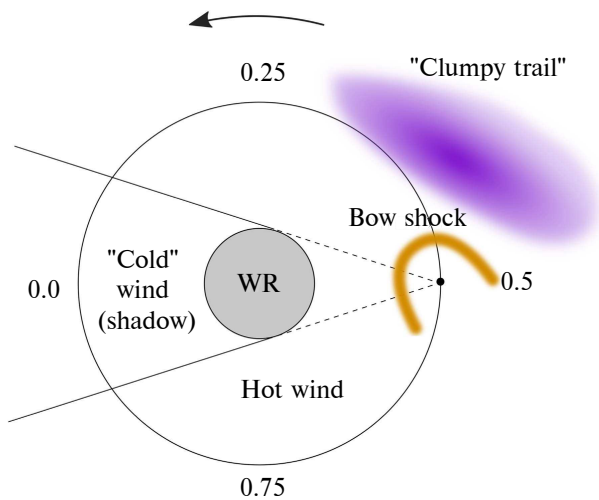 "Clumpy trail"
0.25
Bow shock
"Cold"
wind
(shadow)
WR
0.0
0.5
Hot wind
0.75